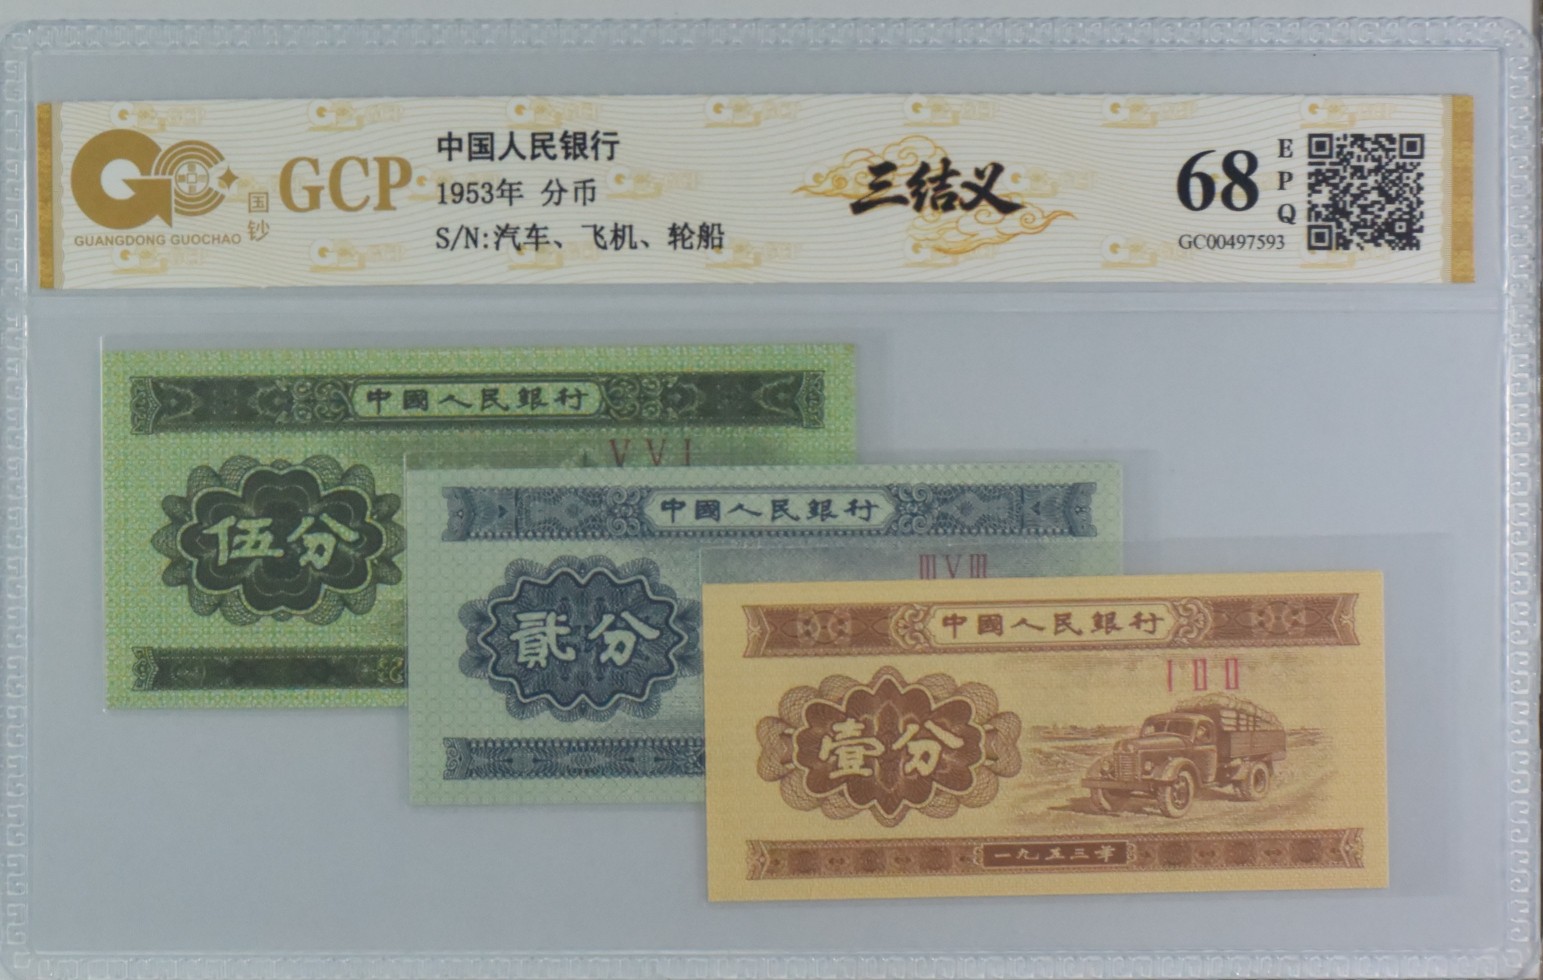 GUANGDONG GUOCHAO
国钞
GCP
中国人民银行
1953年 分币
S/N:汽车、飞机、轮船
三结义
68
EPQ
GC00497593
中國人民銀行
V V I
伍分
中國人民銀行
III V III
貳分
中國人民銀行
I 0 0
壹分
一九五三年